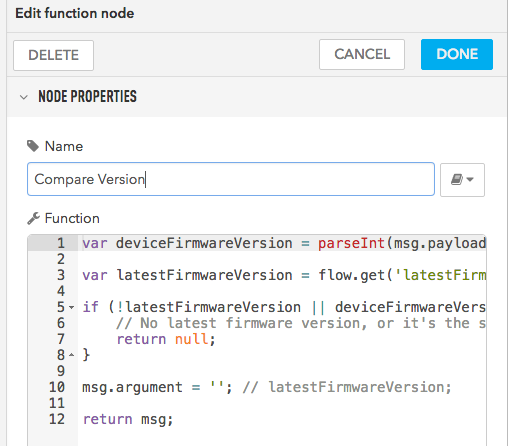 Edit function node
DELETE
CANCEL
DONE
NODE PROPERTIES
Name
Compare Version
Function
1 var deviceFirmwareVersion = parseInt(msg.payload
2
3 var latestFirmwareVersion = flow.get('latestFirm
4
5 if (!latestFirmwareVersion || deviceFirmwareVers
6 // No latest firmware version, or it's the s
7 return null;
8 }
9
10 msg.argument = ''; // latestFirmwareVersion;
11
12 return msg;